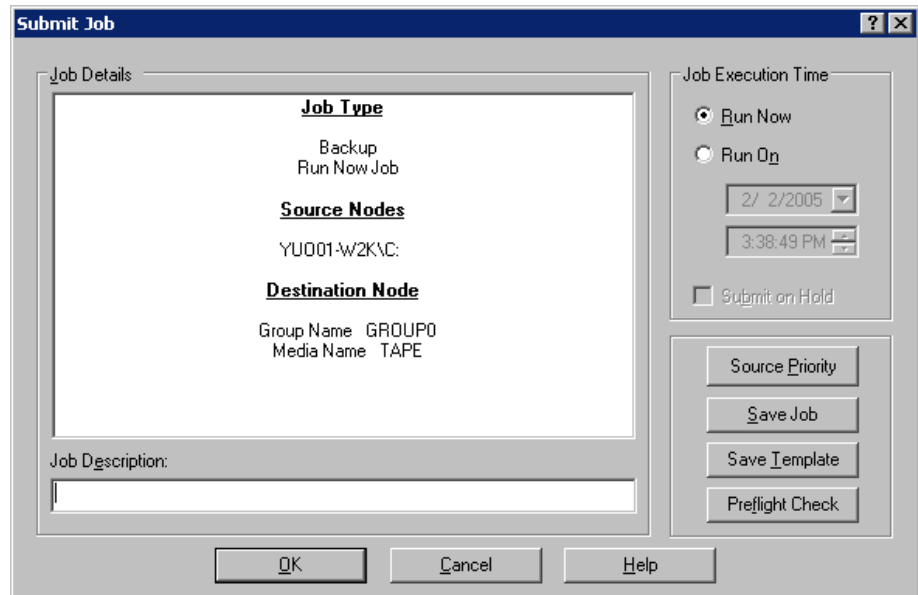 Submit Job
Job Details
Job Type
Backup
Run Now Job
Source Nodes
YUO01-W2K\C:
Destination Node
Group Name GROUP0
Media Name TAPE
Job Description:
Job Execution Time
Run Now
Run On
2/ 2/2005
3:38:49 PM
Submit on Hold
Source Priority
Save Job
Save Template
Preflight Check
OK
Cancel
Help